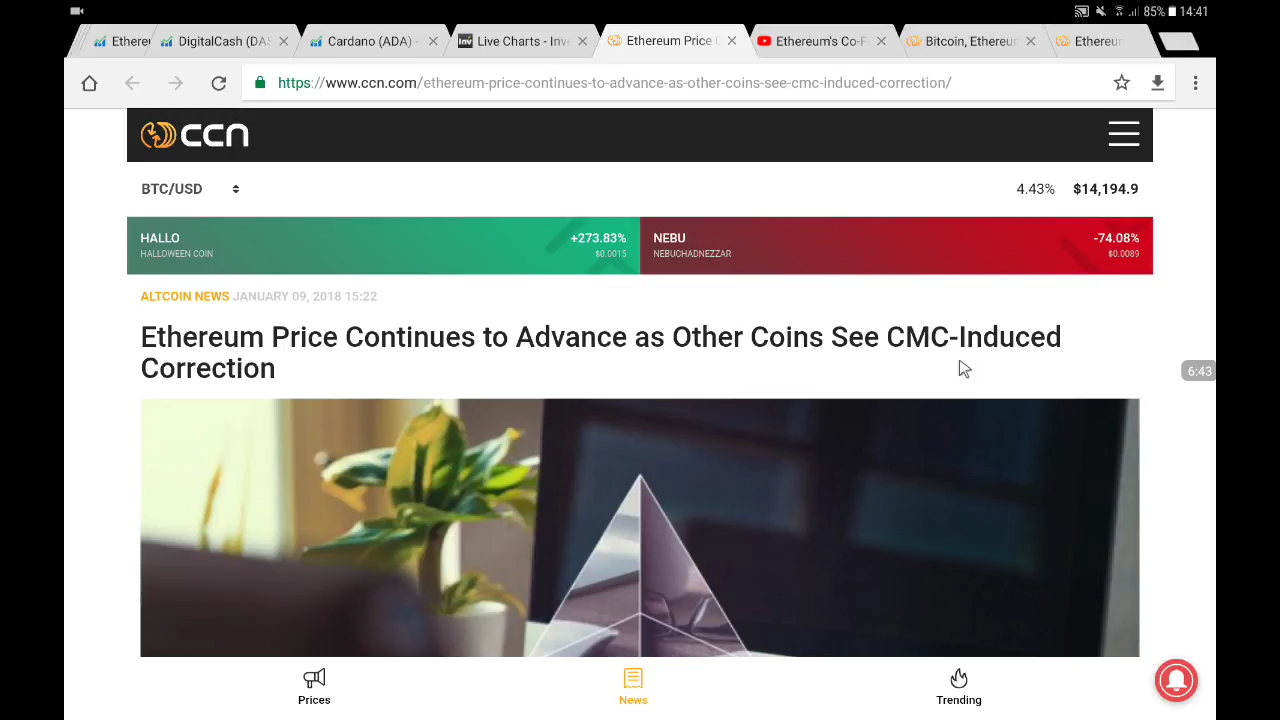 85% 14:41
Ethere
DigitalCash (DAS
Cardano (ADA) -
Inv Live Charts - Inve
Ethereum Price C
Ethereum's Co-F
Bitcoin, Ethereum
Ethereum
https://www.ccn.com/ethereum-price-continues-to-advance-as-other-coins-see-cmc-induced-correction/
ccn
BTC/USD 4.43% $14,194.9
HALLO +273.83% NEBU -74.08%
HALLOWEEN COIN $0.0015 NEBUCHADNEZZAR $0.0089
ALTCOIN NEWS JANUARY 09, 2018 15:22
Ethereum Price Continues to Advance as Other Coins See CMC-Induced
Correction
6:43
Prices News Trending